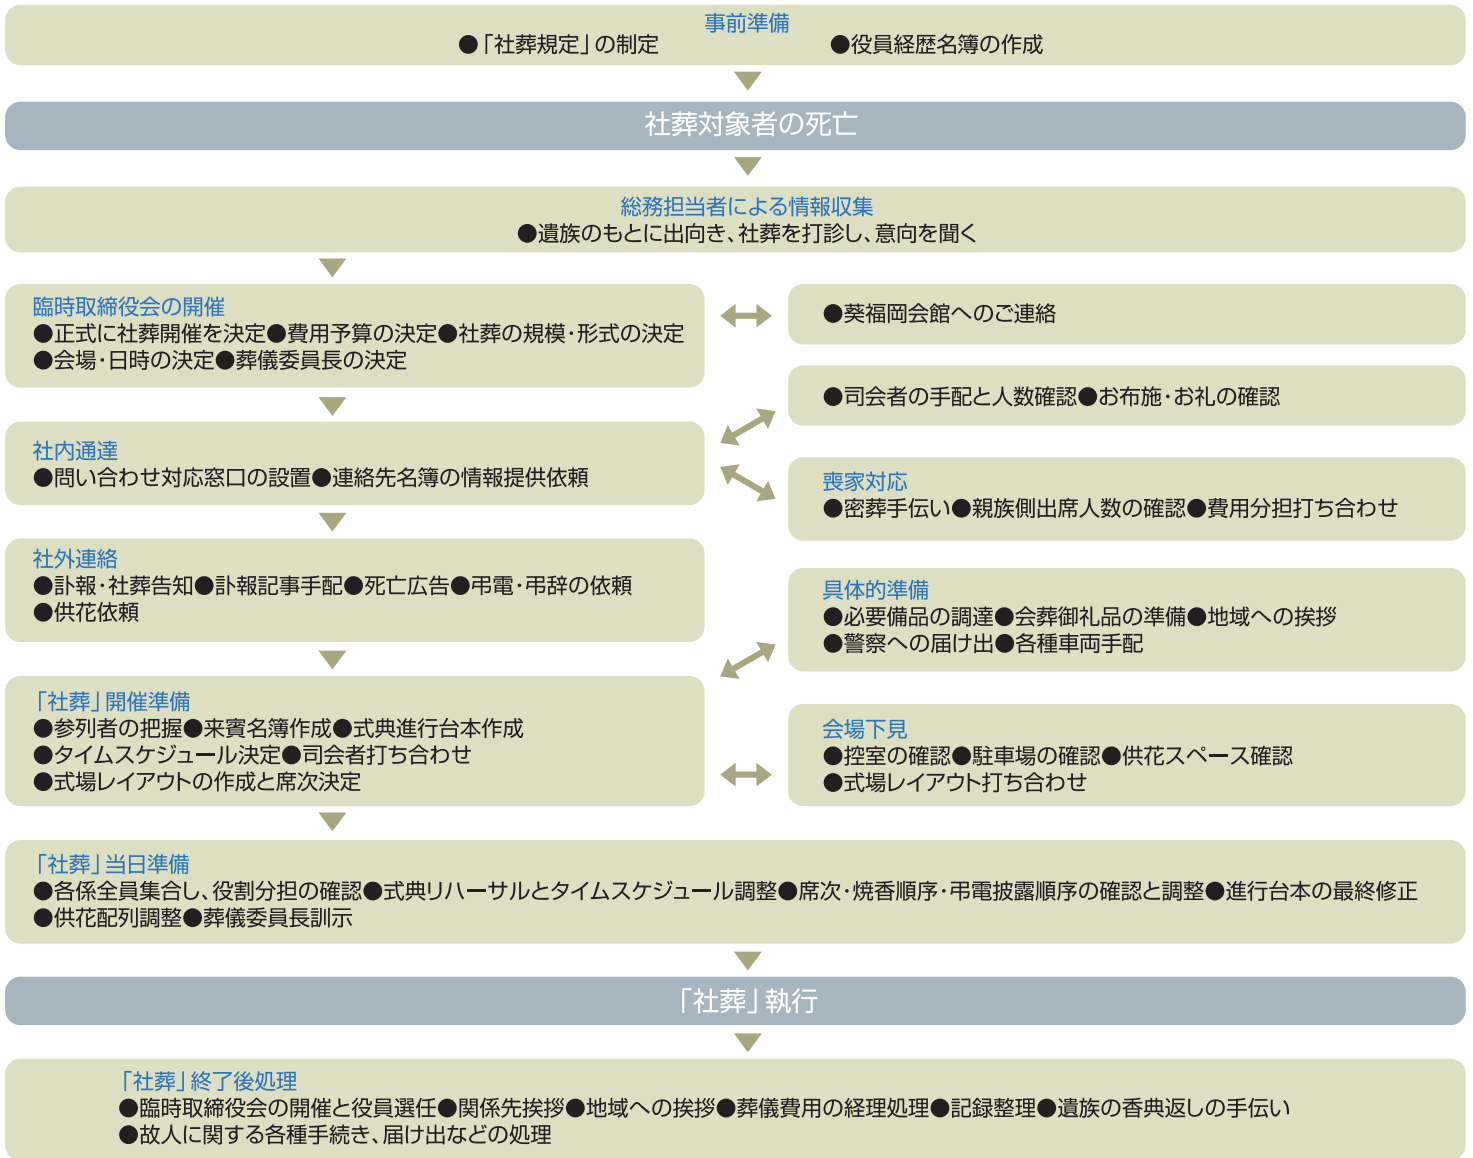 事前準備
●「社葬規定」の制定 ●役員経歴名簿の作成
社葬対象者の死亡
総務担当者による情報収集
●遺族のもとに出向き、社葬を打診し、意向を聞く
臨時取締役会の開催
●正式に社葬開催を決定●費用予算の決定●社葬の規模・形式の決定
●会場・日時の決定●葬儀委員長の決定
●葵福岡会館へのご連絡
●司会者の手配と人数確認●お布施・お礼の確認
社内通達
●問い合わせ対応窓口の設置●連絡先名簿の情報提供依頼
喪家対応
●密葬手伝い●親族側出席人数の確認●費用分担打ち合わせ
社外連絡
●訃報・社葬告知●訃報記事手配●死亡広告●弔電・弔辞の依頼
●供花依頼
具体的準備
●必要備品の調達●会葬御礼品の準備●地域への挨拶
●警察への届け出●各種車両手配
「社葬」開催準備
●参列者の把握●来賓名簿作成●式典進行台本作成
●タイムスケジュール決定●司会者打ち合わせ
●式場レイアウトの作成と席次決定
会場下見
●控室の確認●駐車場の確認●供花スペース確認
●式場レイアウト打ち合わせ
「社葬」当日準備
●各係全員集合し、役割分担の確認●式典リハーサルとタイムスケジュール調整●席次・焼香順序・弔電披露順序の確認と調整●進行台本の最終修正
●供花配列調整●葬儀委員長訓示
「社葬」執行
「社葬」終了後処理
●臨時取締役会の開催と役員選任●関係先挨拶●地域への挨拶●葬儀費用の経理処理●記録整理●遺族の香典返しの手伝い
●故人に関する各種手続き、届け出などの処理